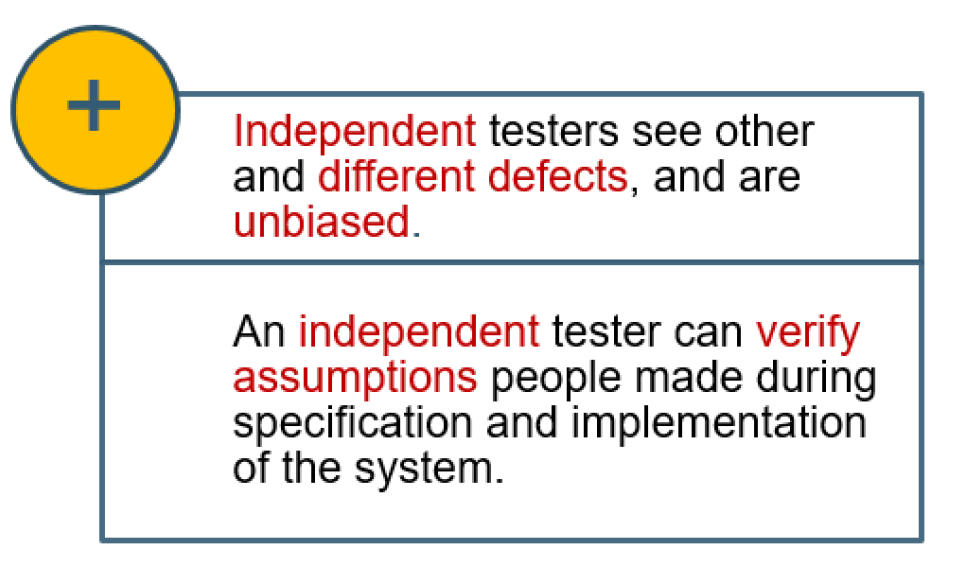 +
Independent testers see other
and different defects, and are
unbiased.
An independent tester can verify
assumptions people made during
specification and implementation
of the system.